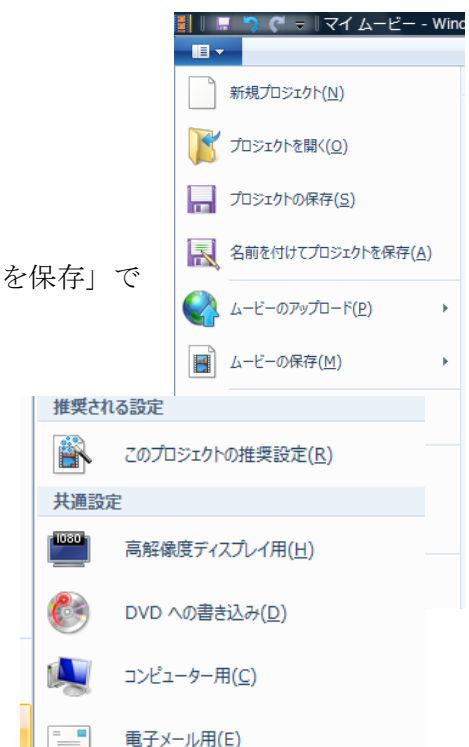 マイ ムービー - Winc
新規プロジェクト(N)
プロジェクトを開く(O)
プロジェクトの保存(S)
名前を付けてプロジェクトを保存(A)
を保存」で
ムービーのアップロード(P)
ムービーの保存(M)
推奨される設定
このプロジェクトの推奨設定(R)
共通設定
1080
高解像度ディスプレイ用(H)
DVD への書き込み(D)
コンピューター用(C)
電子メール用(E)